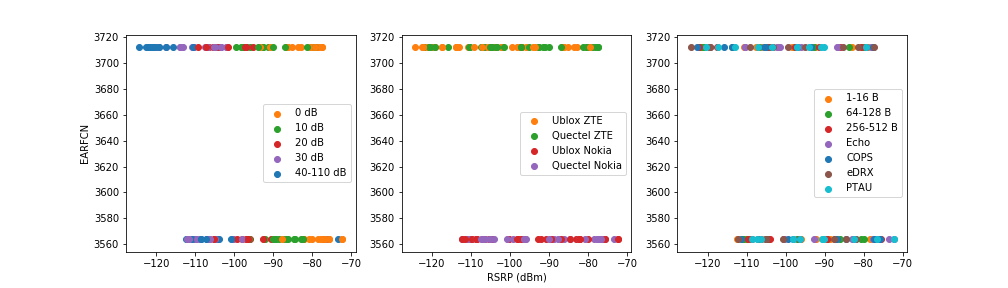 3720
3700
3680
3660
3640
3620
3600
3580
3560
EARFCN
0 dB
10 dB
20 dB
30 dB
40-110 dB
−120
−110
−100
−90
−80
−70
3720
3700
3680
3660
3640
3620
3600
3580
3560
Ublox ZTE
Quectel ZTE
Ublox Nokia
Quectel Nokia
−120
−110
−100
−90
−80
−70
RSRP (dBm)
3720
3700
3680
3660
3640
3620
3600
3580
3560
1-16 B
64-128 B
256-512 B
Echo
COPS
eDRX
PTAU
−120
−110
−100
−90
−80
−70